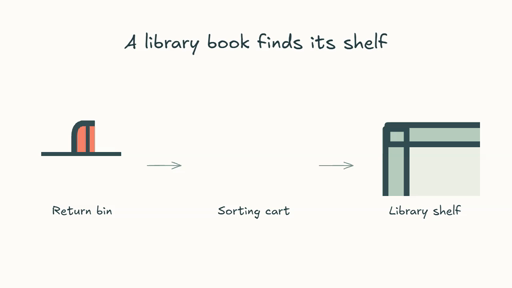 A library book finds its shelf
Return bin
Sorting cart
Library shelf